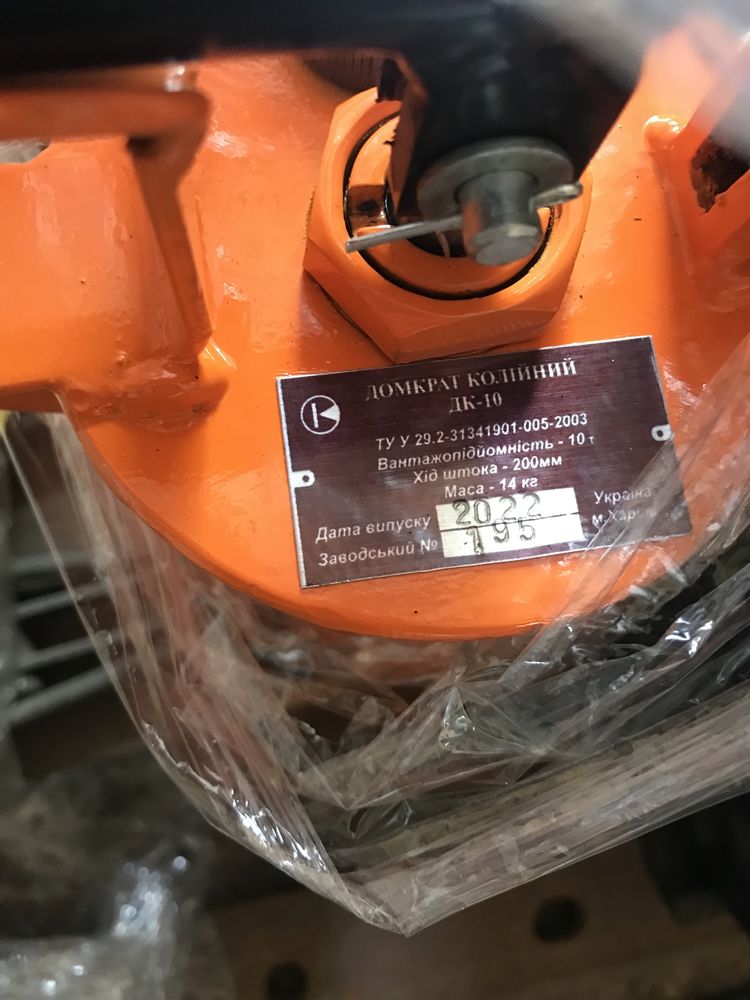 ДОМКРАТ КОЛІЙНИЙ
ДК-10
ТУ У 29.2-31341901-005-2003
Вантажопідйомність - 10 т
Хід штока - 200мм
Маса - 14 кг
Дата випуску 2022 Україна
Заводський № 195 м.